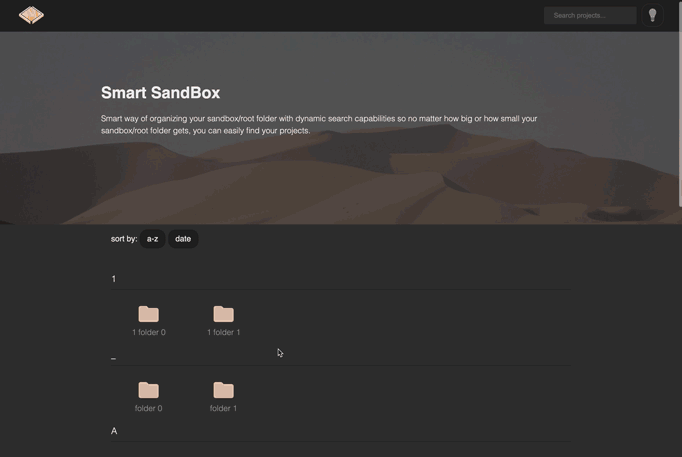 Search projects...
Smart SandBox
Smart way of organizing your sandbox/root folder with dynamic search capabilities so no matter how big or how small your
sandbox/root folder gets, you can easily find your projects.
sort by: a-z date
1
1 folder 0 1 folder 1
_
folder 0 folder 1
A